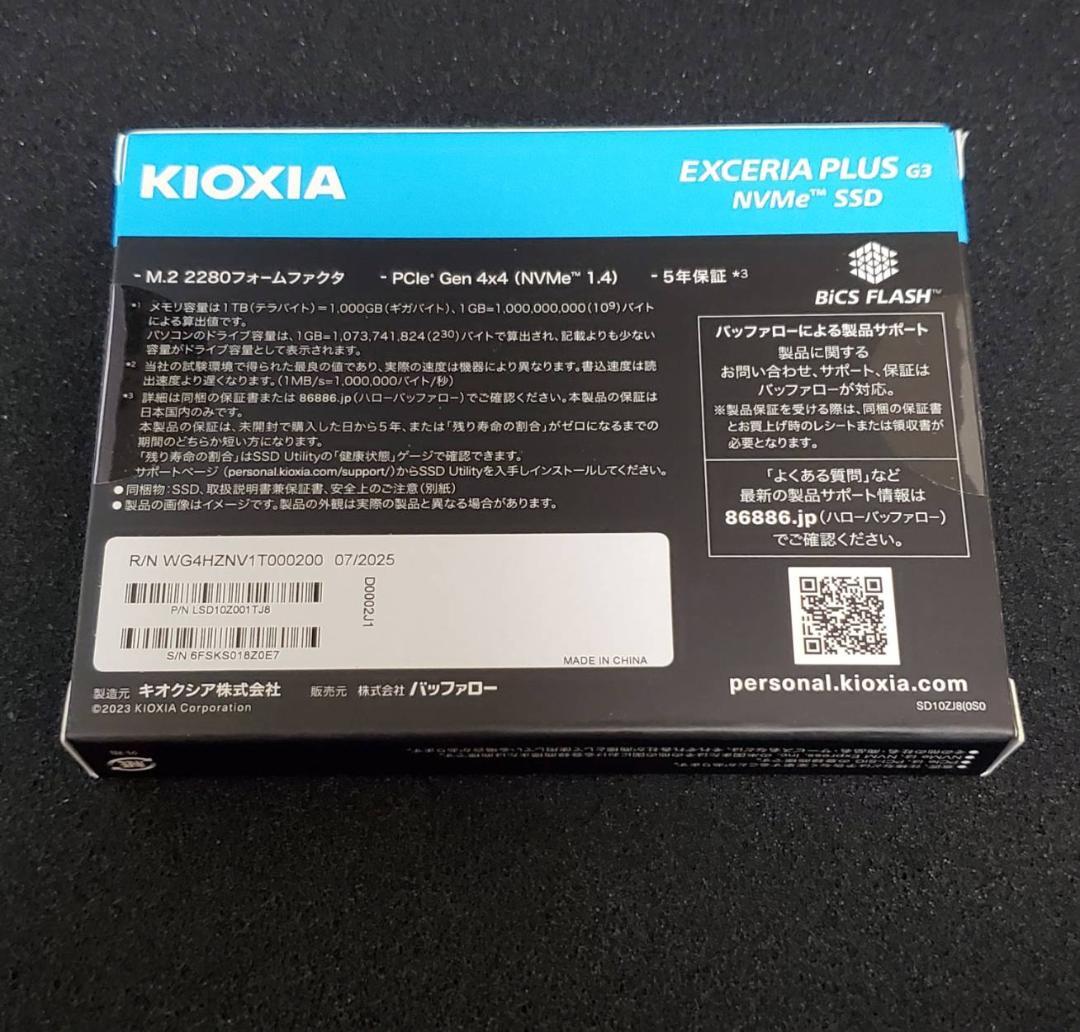 KIOXIA
EXCERIA PLUS G3
NVMe™ SSD
- M.2 2280フォームファクタ
- PCIe® Gen 4x4 (NVMe™ 1.4)
- 5年保証 *3
BiCS FLASH™
*1 メモリ容量は1TB(テラバイト)=1,000GB(ギガバイト)、1GB=1,000,000,000(10⁹)バイト
による算出値です。
パソコンのドライブ容量は、1GB=1,073,741,824(2³⁰)バイトで算出され、記載よりも少ない
容量がドライブ容量として表示されます。
*2 当社の試験環境で得られた最良の値であり、実際の速度は機器により異なります。書込速度は読
出速度より遅くなります。(1MB/s=1,000,000バイト/秒)
*3 詳細は同梱の保証書または 86886.jp(ハローバッファロー)でご確認ください。本製品の保証は
日本国内のみです。
本製品の保証は、未開封で購入した日から5年、または「残り寿命の割合」がゼロになるまでの
期間のどちらか短い方になります。
「残り寿命の割合」はSSD Utilityの「健康状態」ゲージで確認できます。
サポートページ (personal.kioxia.com/support/)からSSD Utilityを入手しインストールしてください。
● 同梱物:SSD、取扱説明書兼保証書、安全上のご注意(別紙)
● 製品の画像はイメージです。製品の外観は実際の製品と異なる場合があります。
バッファローによる製品サポート
製品に関する
お問い合わせ、サポート、保証は
バッファローが対応。
※製品保証を受ける際は、同梱の保証書
とお買上げ時のレシートまたは領収書が
必要となります。
「よくある質問」など
最新の製品サポート情報は
86886.jp(ハローバッファロー)
でご確認ください。
R/N WG4HZNV1T000200 07/2025
P/N LSD10Z001TJ8
D0002J1
S/N 6FSKS018Z0E7
MADE IN CHINA
製造元 キオクシア株式会社 販売元 株式会社 バッファロー
©2023 KIOXIA Corporation
personal.kioxia.com
SD10ZJ8(0S0